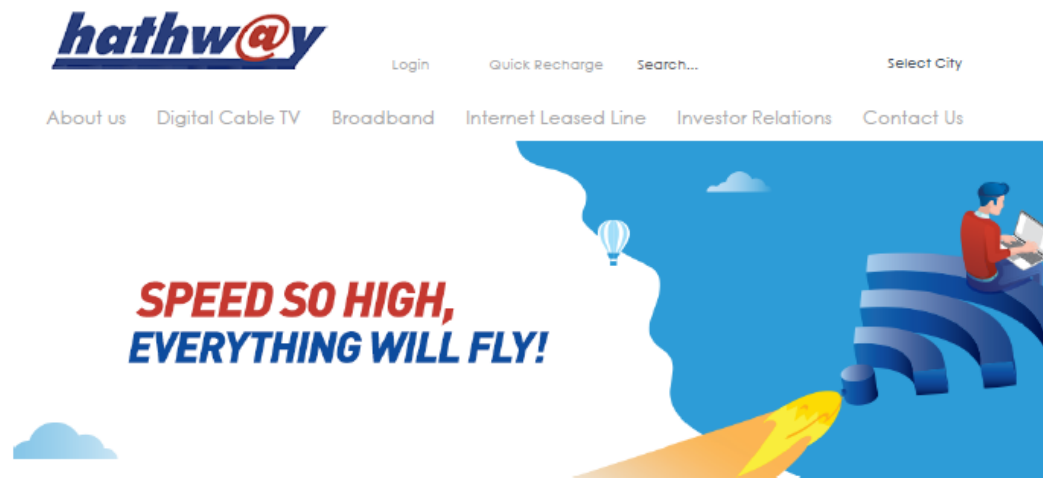 hathw@y
Login Quick Recharge Search... Select City
About us Digital Cable TV Broadband Internet Leased Line Investor Relations Contact Us
SPEED SO HIGH,
EVERYTHING WILL FLY!